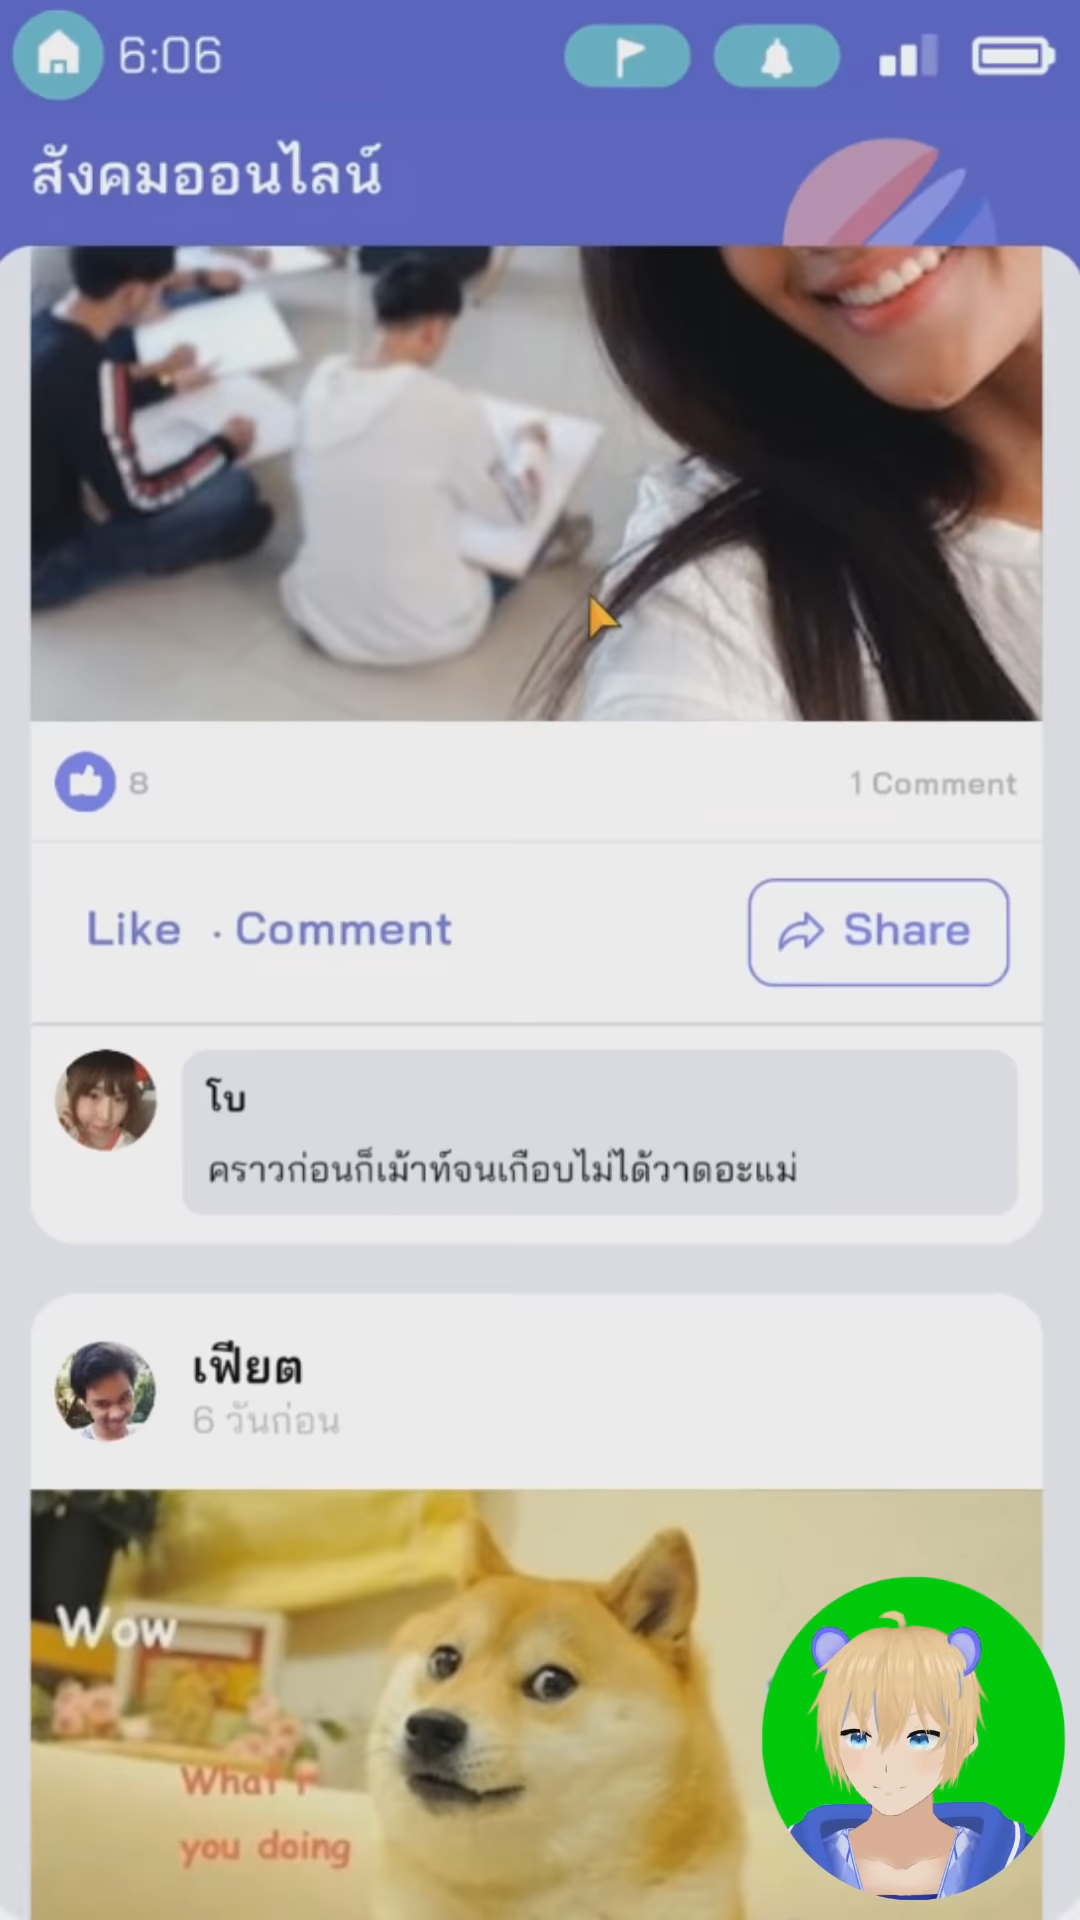 6:06
สังคมออนไลน์
8
1 Comment
Like · Comment
Share
โบ
คราวก่อนก็เม้าท์จนเกือบไม่ได้วาดอะแม่
เฟียต
6 วันก่อน
Wow
What r
you doing